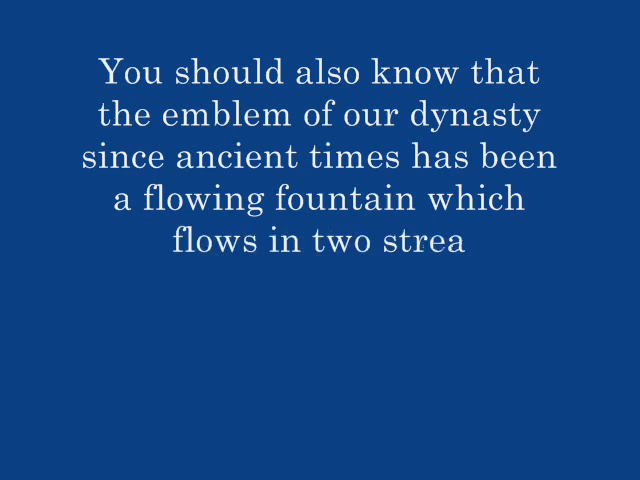 You should also know that
the emblem of our dynasty
since ancient times has been
a flowing fountain which
flows in two strea